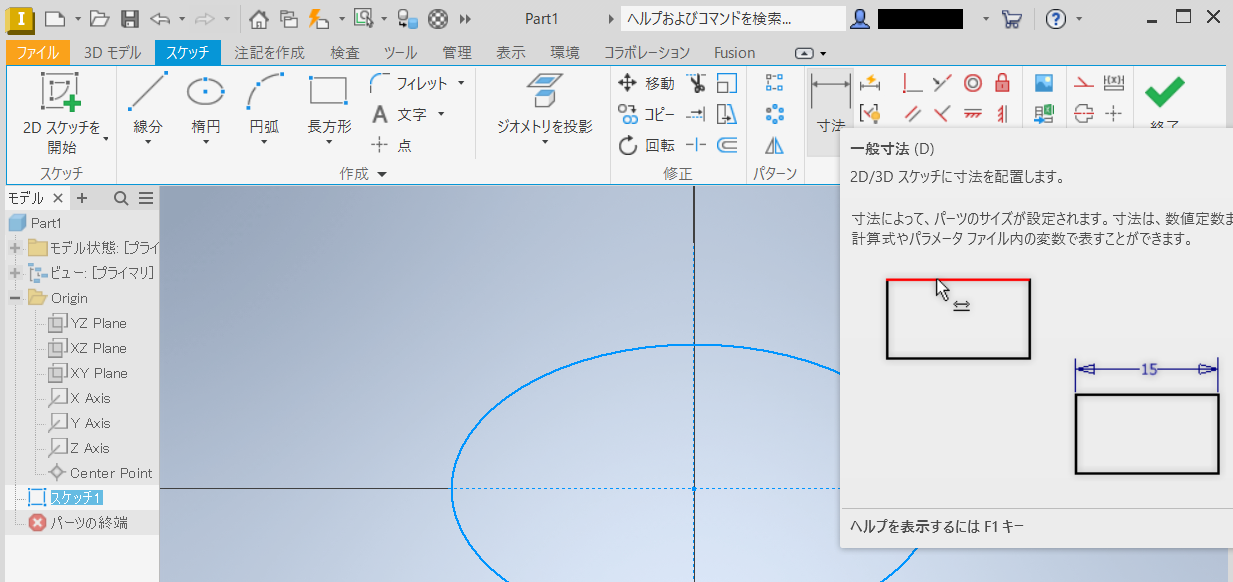 I
Part1
ヘルプおよびコマンドを検索...
ファイル
3D モデル
スケッチ
注記を作成
検査
ツール
管理
表示
環境
コラボレーション
Fusion
2D スケッチを
開始
線分
楕円
円弧
長方形
フィレット
A 文字
点
ジオメトリを投影
移動
コピー
回転
寸法
スケッチ
作成
修正
パターン
一般寸法 (D)
2D/3D スケッチに寸法を配置します。
寸法によって、パーツのサイズが設定されます。寸法は、数値定数ま
計算式やパラメータ ファイル内の変数で表すことができます。
15
ヘルプを表示するには F1 キー
モデル
Part1
モデル状態: [プライ
ビュー: [プライマリ]
Origin
YZ Plane
XZ Plane
XY Plane
X Axis
Y Axis
Z Axis
Center Point
スケッチ1
パーツの終端